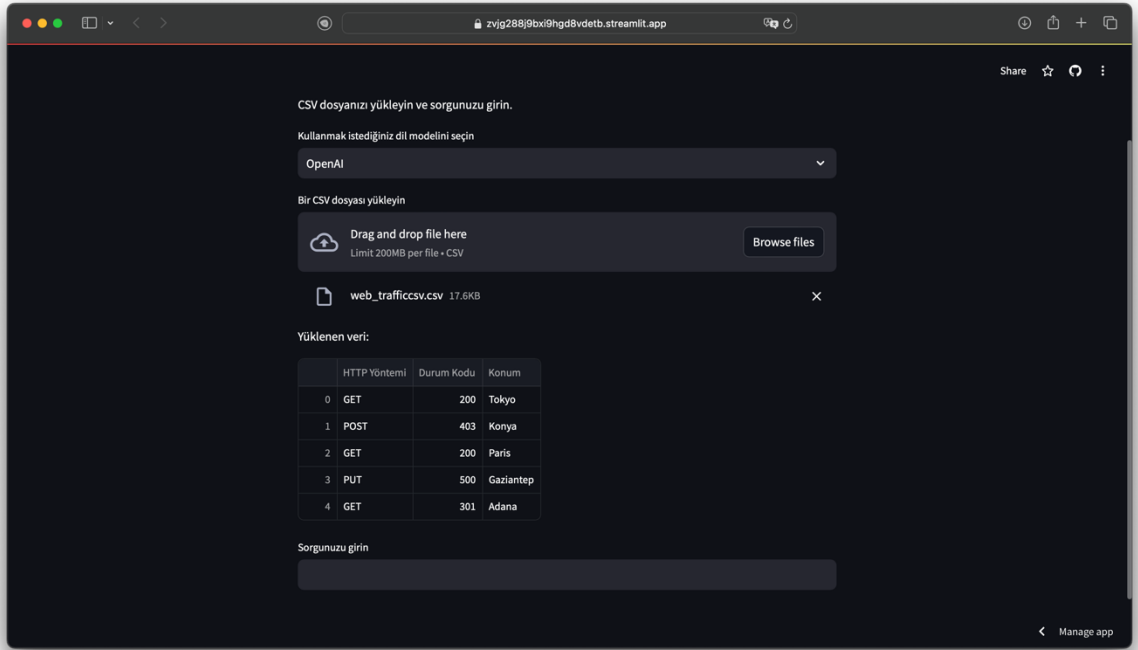 zvjg288j9bxi9hgd8vdetb.streamlit.app
Share
CSV dosyanızı yükleyin ve sorgunuzu girin.
Kullanmak istediğiniz dil modelini seçin
OpenAI
Bir CSV dosyası yükleyin
Drag and drop file here
Limit 200MB per file • CSV
Browse files
web_trafficcsv.csv 17.6KB
Yüklenen veri:
HTTP Yöntemi Durum Kodu Konum
0 GET 200 Tokyo
1 POST 403 Konya
2 GET 200 Paris
3 PUT 500 Gaziantep
4 GET 301 Adana
Sorgunuzu girin
Manage app